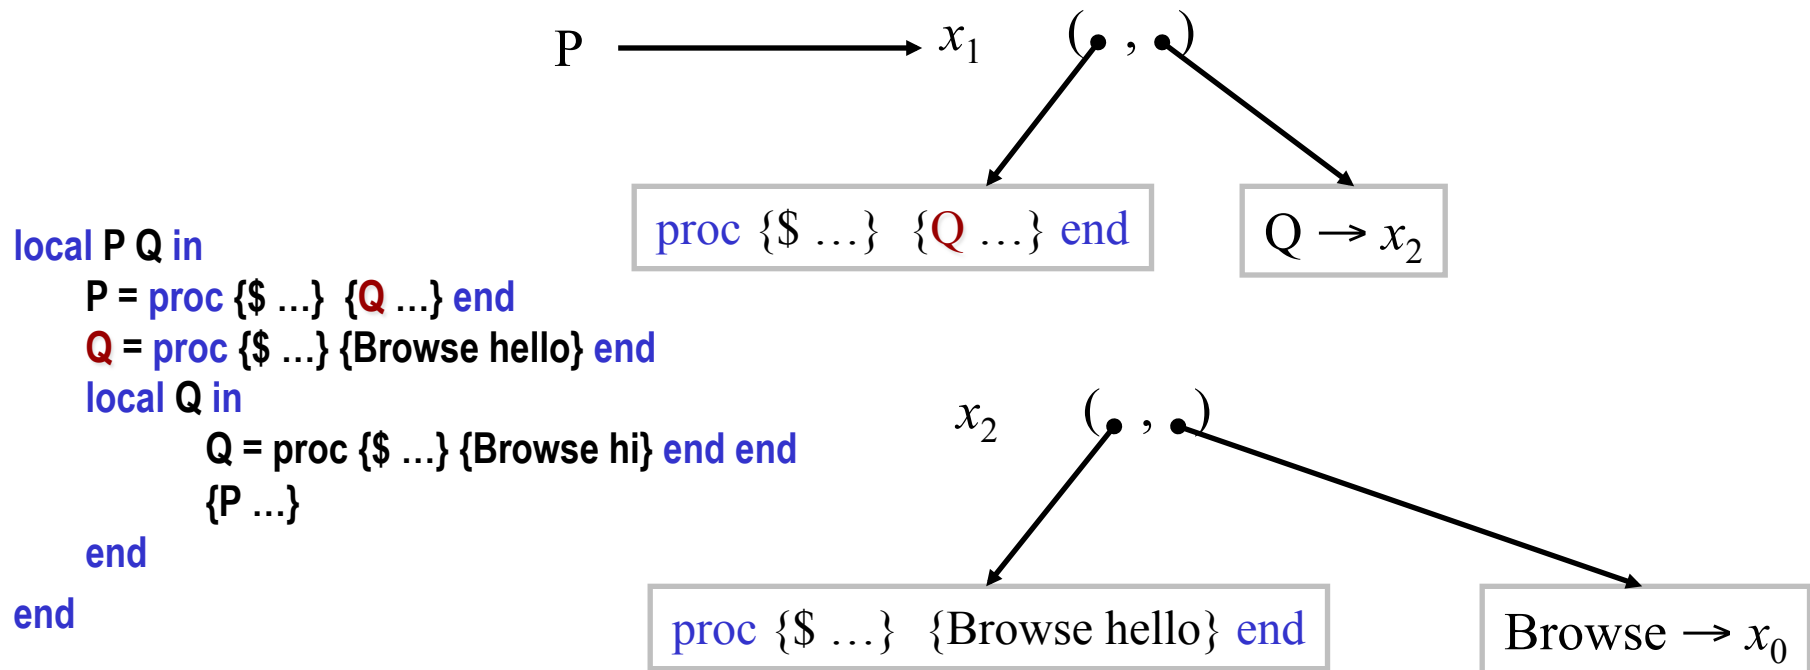 P x₁ ( , )
proc {$ …} {Q …} end
Q → x₂
local P Q in
P = proc {$ …} {Q …} end
Q = proc {$ …} {Browse hello} end
local Q in
Q = proc {$ …} {Browse hi} end end
{P …}
end
end
x₂ ( , )
proc {$ …} {Browse hello} end
Browse → x₀